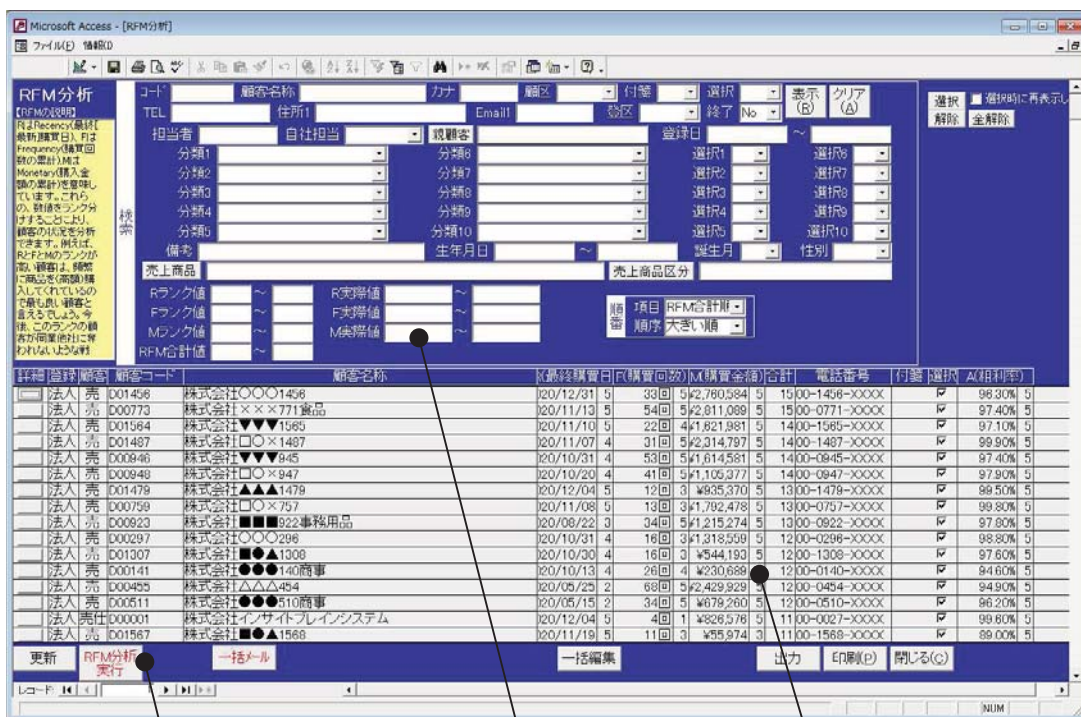 Microsoft Access - [RFM分析]
ファイル(F) 情報(I)
RFM分析
【RFMの説明】
RはRecency(最終[
最新]購買日)、Fは
Frequency(購買回
数の累計)、Mは
Monetary(購入金
額の累計)を意味し
ています。これら
の、数値をランク分
けすることにより、
顧客の状況を分析
できます。例えば、
RとFとMのランクが
高い顧客は、頻繁
に商品を(高額)購
入してくれているの
で最も良い顧客と
言えるでしょう。今
後、このランクの顧
客が同業他社に奪
われないような戦
検索
コード 顧客名称 カナ 顧区 付箋 選択 表示(R) クリア(A)
TEL 住所1 Email1 登区 終了 No
選択 選択時に再表示し
解除 全解除
担当者 自社担当 親顧客 登録日 ~
分類1 分類6 選択1 選択6
分類2 分類7 選択2 選択7
分類3 分類8 選択3 選択8
分類4 分類9 選択4 選択9
分類5 分類10 選択5 選択10
備考 生年月日 ~ 誕生月 性別
売上商品 売上商品区分
Rランク値 ~ R実際値 ~
Fランク値 ~ F実際値 ~
Mランク値 ~ M実際値 ~
RFM合計値 ~
順番 項目 RFM合計順
順序 大きい順
詳細 登録 顧客 顧客コード 顧客名称 R(最終購買日 F(購買回数) M(購買金額) 合計 電話番号 付箋 選択 A(粗利率)
法人 売 D01456 株式会社○○○1456 020/12/31 5 33回 5 ¥2,760,584 5 15 00-1456-XXXX 96.30% 5
法人 売 D00773 株式会社×××771食品 020/11/13 5 54回 5 ¥2,811,089 5 15 00-0771-XXXX 97.40% 5
法人 売 D01564 株式会社▼▼▼1565 020/11/10 5 22回 4 ¥1,621,981 5 14 00-1565-XXXX 97.10% 5
法人 売 D01487 株式会社□○×1487 020/11/07 4 31回 5 ¥2,314,797 5 14 00-1487-XXXX 99.90% 5
法人 売 D00946 株式会社▼▼▼945 020/10/31 4 53回 5 ¥1,614,581 5 14 00-0945-XXXX 97.40% 5
法人 売 D00948 株式会社□○×947 020/10/20 4 41回 5 ¥1,105,377 5 14 00-0947-XXXX 97.90% 5
法人 売 D01479 株式会社▲▲▲1479 020/12/04 5 12回 3 ¥935,370 5 13 00-1479-XXXX 99.50% 5
法人 売 D00759 株式会社□○×757 020/11/08 5 13回 3 ¥1,792,478 5 13 00-0757-XXXX 99.80% 5
法人 売 D00923 株式会社■■■922事務用品 020/08/22 3 34回 5 ¥1,215,274 5 13 00-0922-XXXX 97.80% 5
法人 売 D00297 株式会社○○○296 020/10/31 4 16回 3 ¥1,318,559 5 12 00-0296-XXXX 98.80% 5
法人 売 D01307 株式会社■●▲1308 020/10/30 4 16回 3 ¥544,193 5 12 00-1308-XXXX 97.60% 5
法人 売 D00141 株式会社●●●140商事 020/10/13 4 26回 4 ¥230,689 12 00-0140-XXXX 94.60% 5
法人 売 D00455 株式会社△△△454 020/05/25 2 68回 5 ¥2,429,929 5 12 00-0454-XXXX 94.90% 5
法人 売 D00511 株式会社●●●510商事 020/05/15 2 34回 5 ¥679,260 5 12 00-0510-XXXX 96.20% 5
法人 売仕 D00001 株式会社インサイトブレインシステム 020/12/04 5 4回 1 ¥826,576 5 11 00-0027-XXXX 99.60% 5
法人 売 D01567 株式会社■●▲1568 020/11/19 5 11回 3 ¥55,974 3 11 00-1568-XXXX 89.00% 5
更新 RFM分析実行 一括メール 一括編集 出力 印刷(P) 閉じる(C)
レコード:
NUM